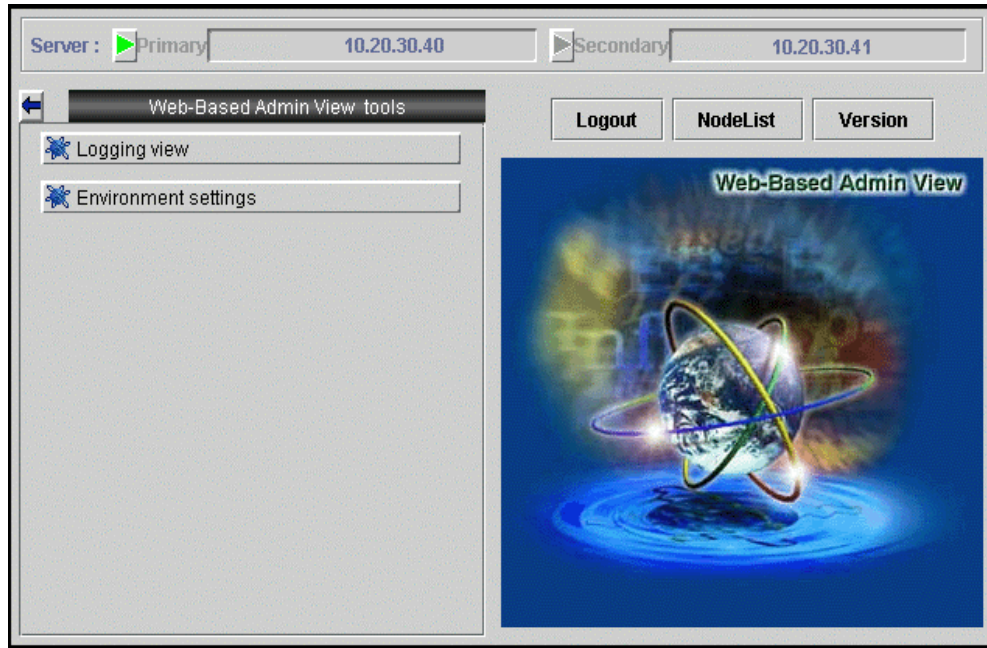 Server : Primary 10.20.30.40 Secondary 10.20.30.41
Web-Based Admin View tools
Logout NodeList Version
Logging view
Environment settings
Web-Based Admin View